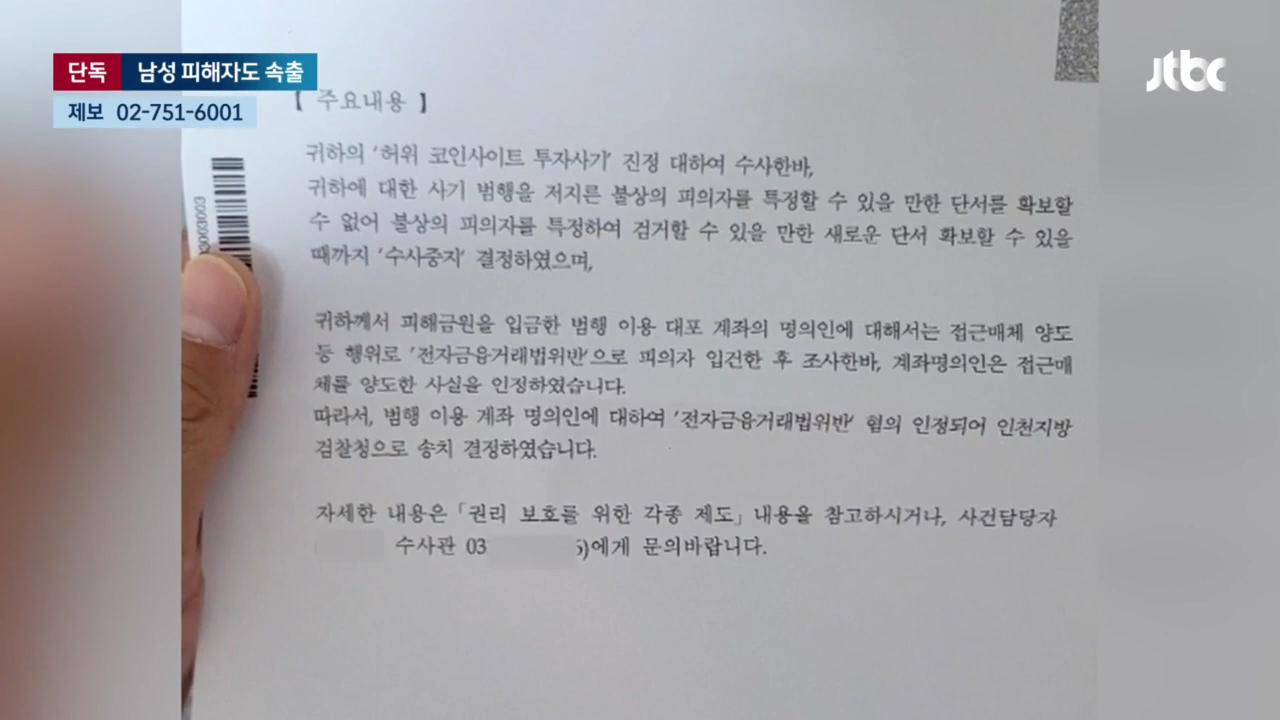 단독 남성 피해자도 속출
jtbc
제보 02-751-6001
【 주요내용 】
귀하의 '허위 코인사이트 투자사기' 진정 대하여 수사한바,
귀하에 대한 사기 범행을 저지른 불상의 피의자를 특정할 수 있을 만한 단서를 확보할
수 없어 불상의 피의자를 특정하여 검거할 수 있을 만한 새로운 단서 확보할 수 있을
때까지 '수사중지' 결정하였으며,
귀하께서 피해금원을 입금한 범행 이용 대포 계좌의 명의인에 대해서는 접근매체 양도
등 행위로 '전자금융거래법위반'으로 피의자 입건한 후 조사한바, 계좌명의인은 접근매
체를 양도한 사실을 인정하였습니다.
따라서, 범행 이용 계좌 명의인에 대하여 '전자금융거래법위반' 혐의 인정되어 인천지방
검찰청으로 송치 결정하였습니다.
자세한 내용은 「권리 보호를 위한 각종 제도」 내용을 참고하시거나, 사건담당자
수사관 03 )에게 문의바랍니다.